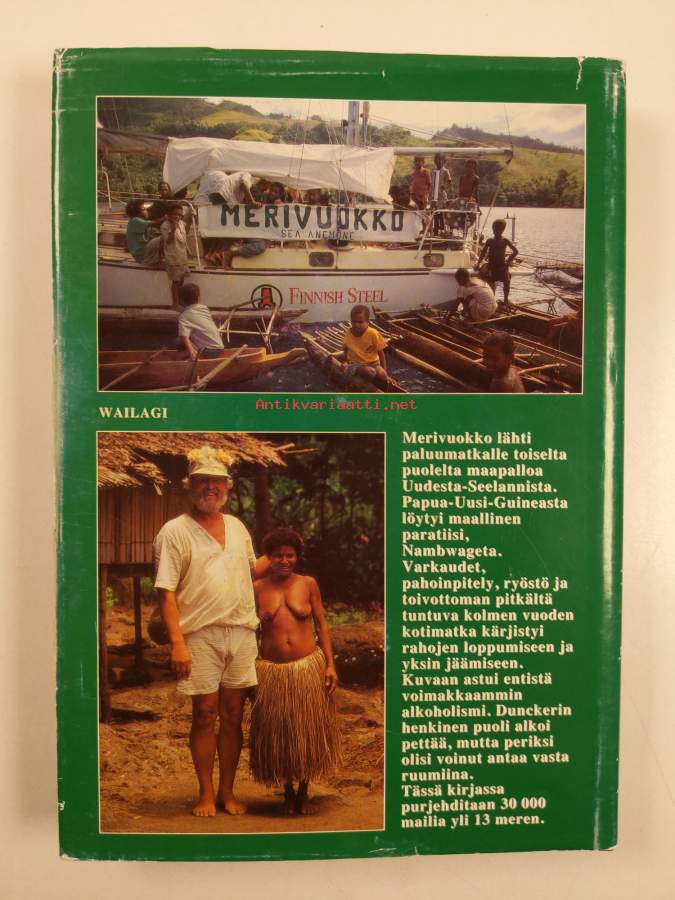 MERIVUOKKO
SEA ANEMONE
FINNISH STEEL
Antikvariaatti.net
WAILAGI
Merivuokko lähti
paluumatkalle toiselta
puolelta maapalloa
Uudesta-Seelannista.
Papua-Uusi-Guineasta
löytyi maallinen
paratiisi,
Nambwageta.
Varkaudet,
pahoinpitely, ryöstö ja
toivottoman pitkältä
tuntuva kolmen vuoden
kotimatka kärjistyi
rahojen loppumiseen ja
yksin jäämiseen.
Kuvaan astui entistä
voimakkaammin
alkoholismi. Dunckerin
henkinen puoli alkoi
pettää, mutta periksi
olisi voinut antaa vasta
ruumiina.
Tässä kirjassa
purjehditaan 30 000
mailia yli 13 meren.